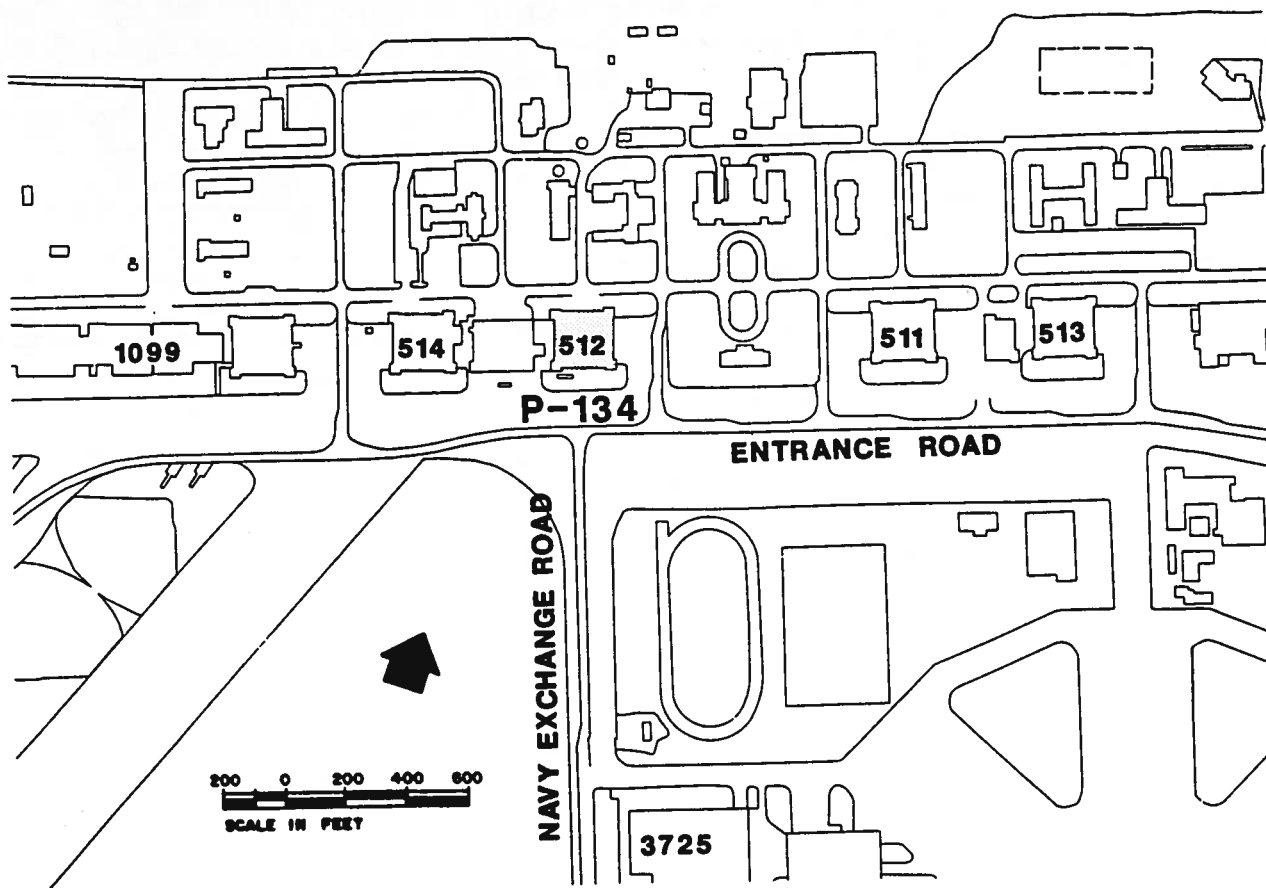 1099
514
512
511
513
P-134
ENTRANCE ROAD
NAVY EXCHANGE ROAD
200 0 200 400 600
SCALE IN FEET
3725